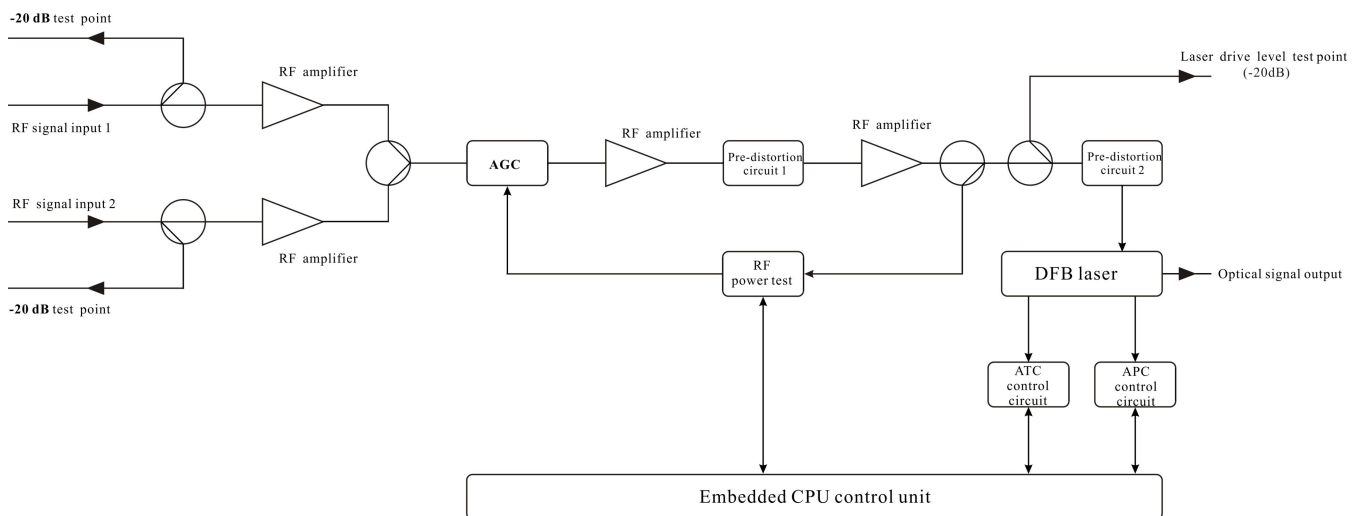 -20 dB test point
RF amplifier
RF signal input 1
Laser drive level test point
(-20dB)
RF amplifier
RF amplifier
AGC
Pre-distortion
circuit 1
Pre-distortion
circuit 2
RF signal input 2
RF amplifier
-20 dB test point
RF
power test
DFB laser
Optical signal output
ATC
control
circuit
APC
control
circuit
Embedded CPU control unit